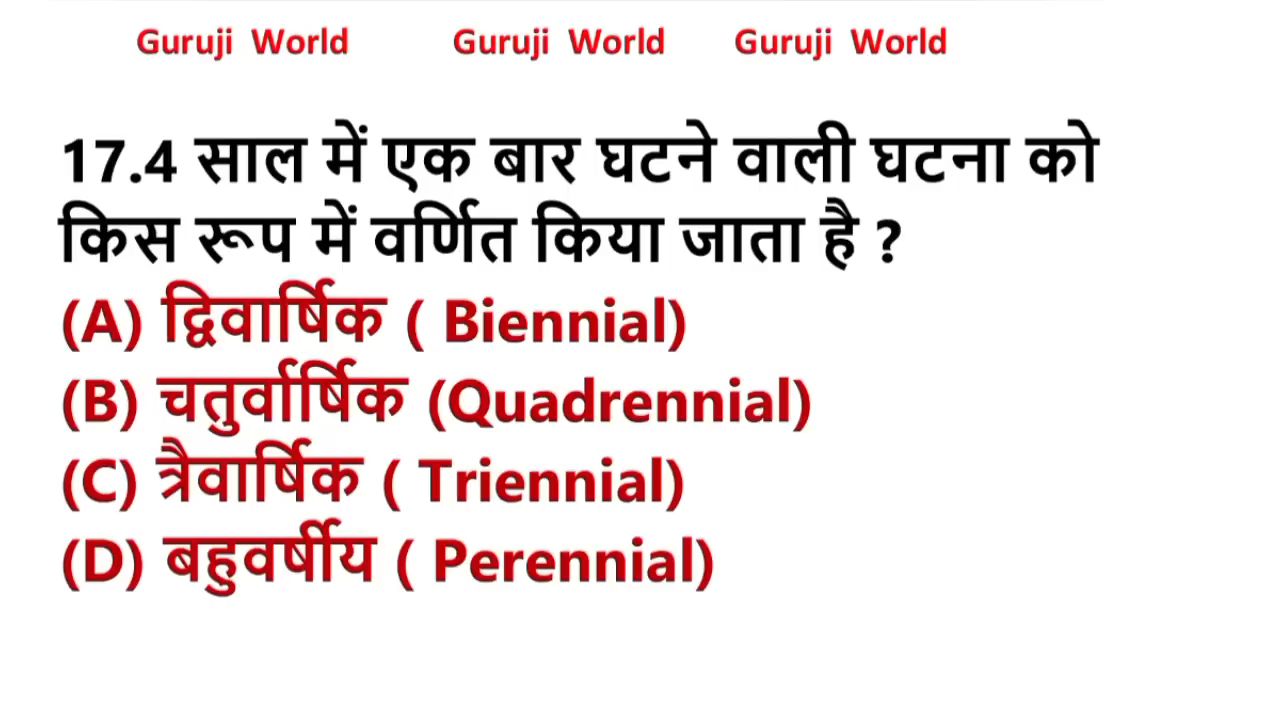 Guruji World Guruji World Guruji World
17.4 साल में एक बार घटने वाली घटना को
किस रूप में वर्णित किया जाता है ?
(A) द्विवार्षिक ( Biennial)
(B) चतुर्वार्षिक (Quadrennial)
(C) त्रैवार्षिक ( Triennial)
(D) बहुवर्षीय ( Perennial)